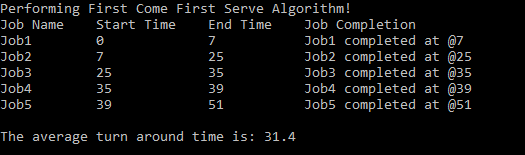 Performing First Come First Serve Algorithm!
Job Name Start Time End Time Job Completion
Job1 0 7 Job1 completed at @7
Job2 7 25 Job2 completed at @25
Job3 25 35 Job3 completed at @35
Job4 35 39 Job4 completed at @39
Job5 39 51 Job5 completed at @51
The average turn around time is: 31.4